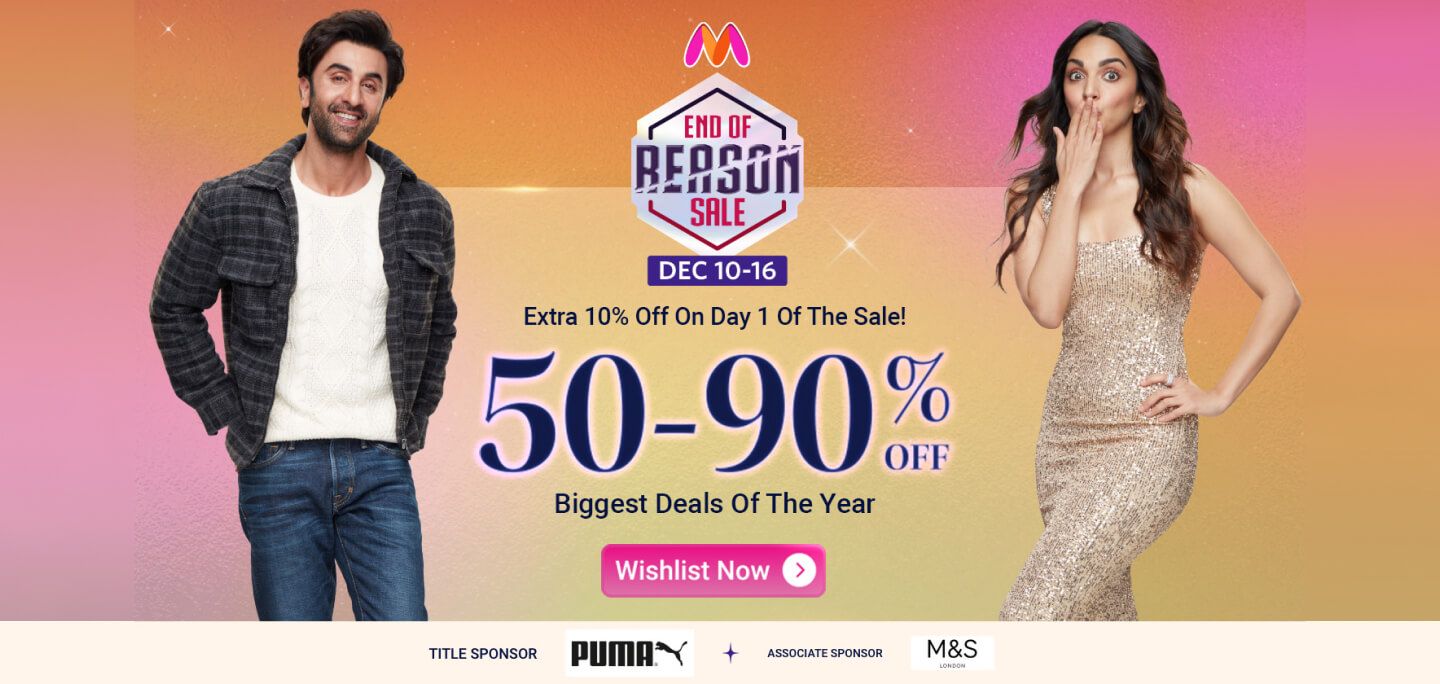 END OF
REASON
SALE
DEC 10-16
Extra 10% Off On Day 1 Of The Sale!
50-90% OFF
Biggest Deals Of The Year
Wishlist Now
TITLE SPONSOR PUMA ASSOCIATE SPONSOR M&S
LONDON